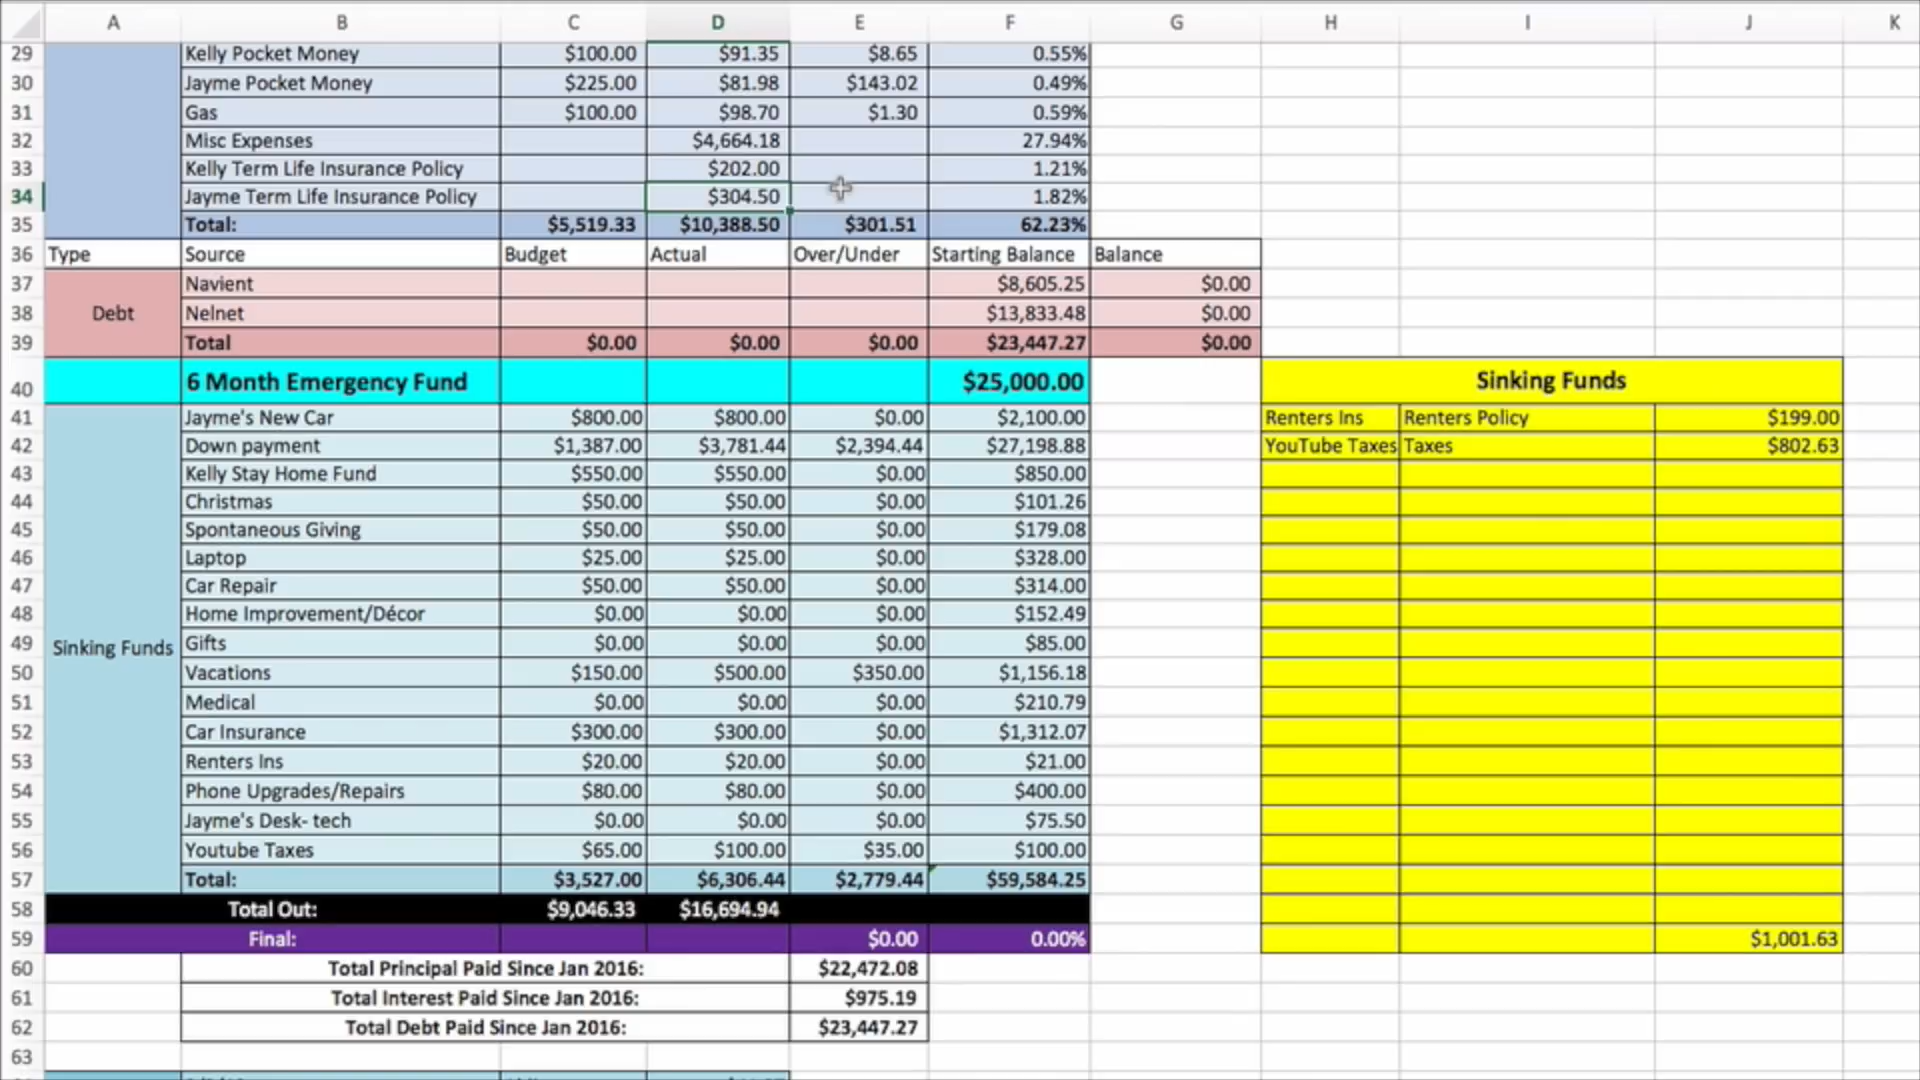 A B C D E F G H I J K
29 Kelly Pocket Money $100.00 $91.35 $8.65 0.55%
30 Jayme Pocket Money $225.00 $81.98 $143.02 0.49%
31 Gas $100.00 $98.70 $1.30 0.59%
32 Misc Expenses $4,664.18 27.94%
33 Kelly Term Life Insurance Policy $202.00 1.21%
34 Jayme Term Life Insurance Policy $304.50 1.82%
35 Total: $5,519.33 $10,388.50 $301.51 62.23%
36 Type Source Budget Actual Over/Under Starting Balance Balance
37 Navient $8,605.25 $0.00
38 Debt Nelnet $13,833.48 $0.00
39 Total $0.00 $0.00 $0.00 $23,447.27 $0.00
40 6 Month Emergency Fund $25,000.00 Sinking Funds
41 Jayme's New Car $800.00 $800.00 $0.00 $2,100.00 Renters Ins Renters Policy $199.00
42 Down payment $1,387.00 $3,781.44 $2,394.44 $27,198.88 YouTube Taxes Taxes $802.63
43 Kelly Stay Home Fund $550.00 $550.00 $0.00 $850.00
44 Christmas $50.00 $50.00 $0.00 $101.26
45 Spontaneous Giving $50.00 $50.00 $0.00 $179.08
46 Laptop $25.00 $25.00 $0.00 $328.00
47 Car Repair $50.00 $50.00 $0.00 $314.00
48 Home Improvement/Décor $0.00 $0.00 $0.00 $152.49
49 Sinking Funds Gifts $0.00 $0.00 $0.00 $85.00
50 Vacations $150.00 $500.00 $350.00 $1,156.18
51 Medical $0.00 $0.00 $0.00 $210.79
52 Car Insurance $300.00 $300.00 $0.00 $1,312.07
53 Renters Ins $20.00 $20.00 $0.00 $21.00
54 Phone Upgrades/Repairs $80.00 $80.00 $0.00 $400.00
55 Jayme's Desk- tech $0.00 $0.00 $0.00 $75.50
56 Youtube Taxes $65.00 $100.00 $35.00 $100.00
57 Total: $3,527.00 $6,306.44 $2,779.44 $59,584.25
58 Total Out: $9,046.33 $16,694.94
59 Final: $0.00 0.00% $1,001.63
60 Total Principal Paid Since Jan 2016: $22,472.08
61 Total Interest Paid Since Jan 2016: $975.19
62 Total Debt Paid Since Jan 2016: $23,447.27
63